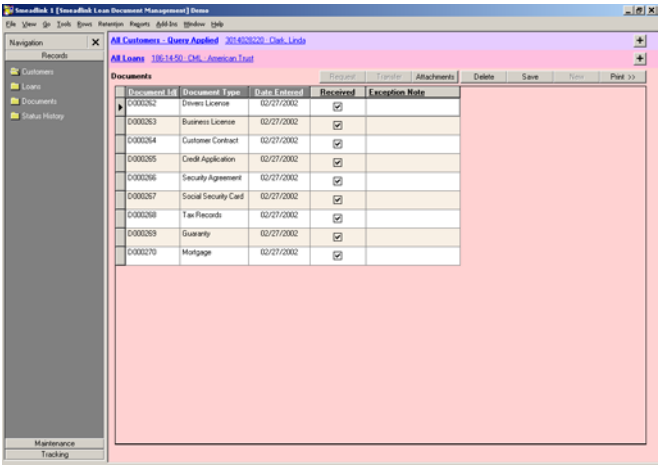 Smeadlink 1 [Smeadlink Loan Document Management] Demo
File View Go Tools Rows Retention Reports Add-Ins Window Help
Navigation X
Records
Customers
Loans
Documents
Status History
Maintenance
Tracking
All Customers - Query Applied 3014028220 - Clark, Linda
All Loans 186-14-50 - CML - American Trust
Documents Request Transfer Attachments Delete Save New Print >>
Document Id Document Type Date Entered Received Exception Note
D000262 Drivers License 02/27/2002
D000263 Business License 02/27/2002
D000264 Customer Contract 02/27/2002
D000265 Credit Application 02/27/2002
D000266 Security Agreement 02/27/2002
D000267 Social Security Card 02/27/2002
D000268 Tax Records 02/27/2002
D000269 Guaranty 02/27/2002
D000270 Mortgage 02/27/2002